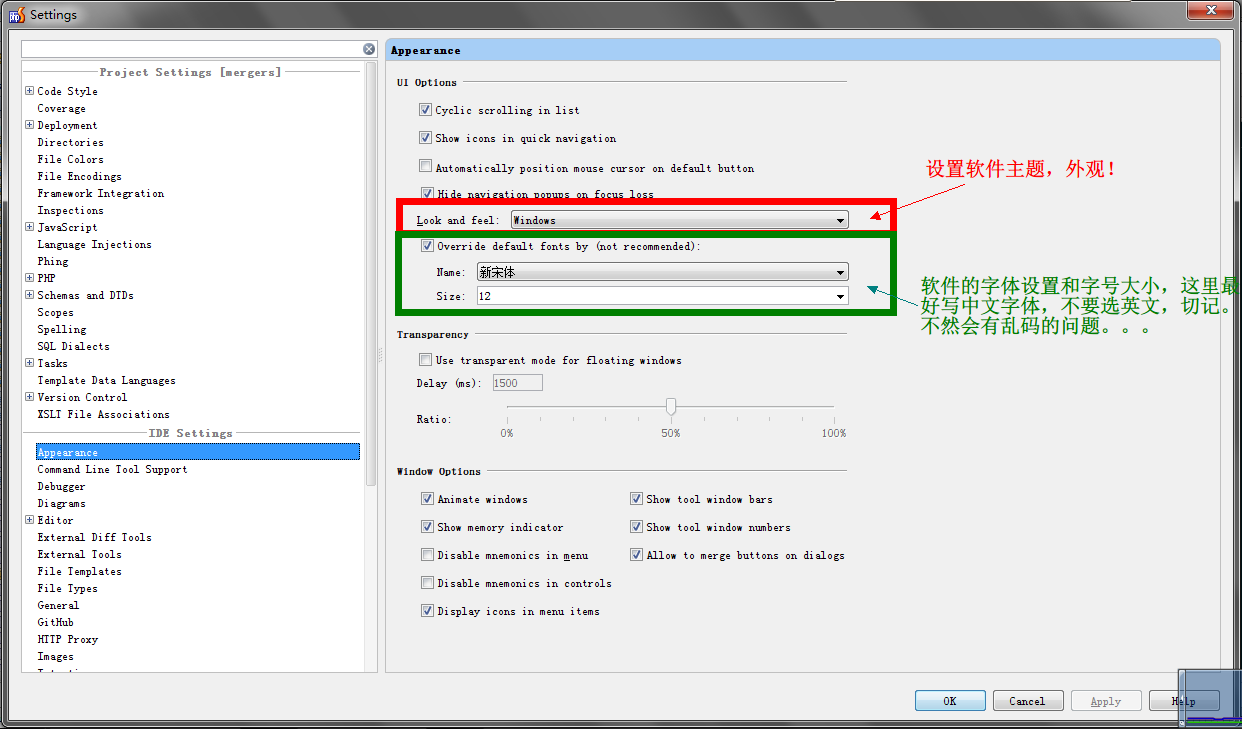 Settings
Project Settings [mergers]
Code Style
Coverage
Deployment
Directories
File Colors
File Encodings
Framework Integration
Inspections
JavaScript
Language Injections
Phing
PHP
Schemas and DTDs
Scopes
Spelling
SQL Dialects
Tasks
Template Data Languages
Version Control
XSLT File Associations
IDE Settings
Appearance
Command Line Tool Support
Debugger
Diagrams
Editor
External Diff Tools
External Tools
File Templates
File Types
General
GitHub
HTTP Proxy
Images
Appearance
UI Options
Cyclic scrolling in list
Show icons in quick navigation
Automatically position mouse cursor on default button
Hide navigation popups on focus loss
Look and feel: Windows
Override default fonts by (not recommended):
Name: 新宋体
Size: 12
设置软件主题，外观！
软件的字体设置和字号大小，这里最
好写中文字体，不要选英文，切记。
不然会有乱码的问题。。。
Transparency
Use transparent mode for floating windows
Delay (ms): 1500
Ratio:
0% 50% 100%
Window Options
Animate windows
Show tool window bars
Show memory indicator
Show tool window numbers
Disable mnemonics in menu
Allow to merge buttons on dialogs
Disable mnemonics in controls
Display icons in menu items
OK Cancel Apply Help